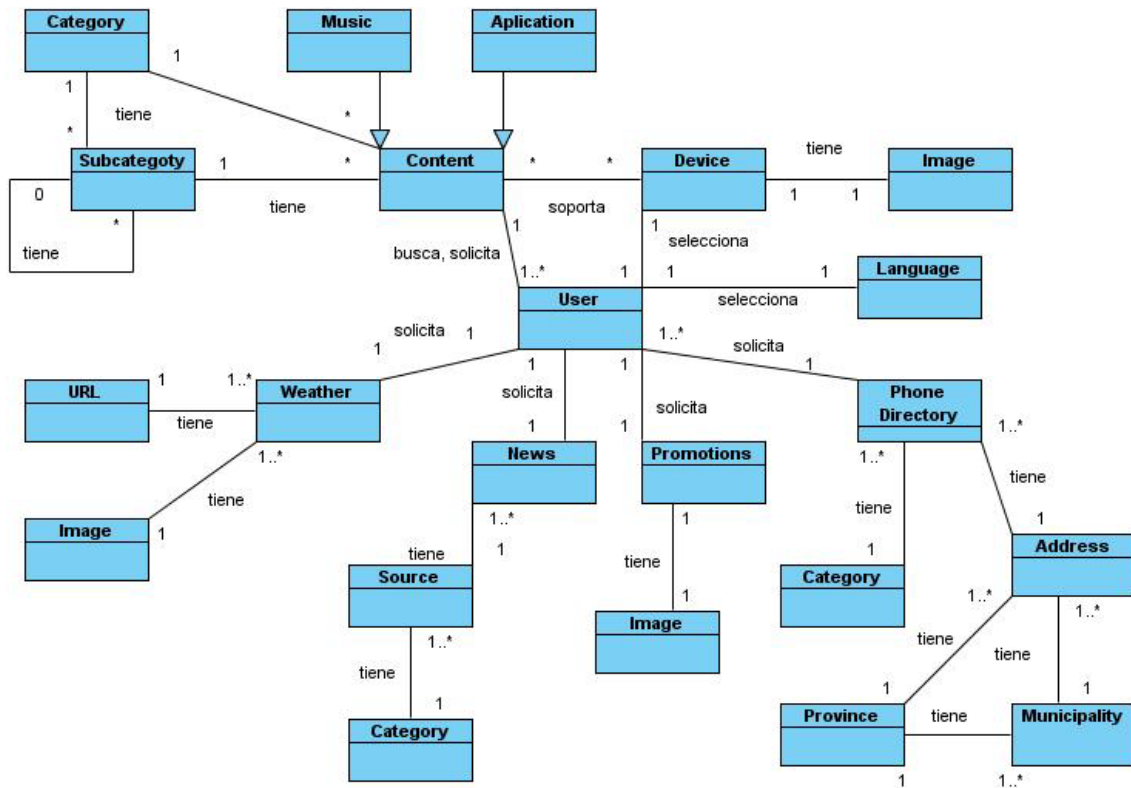 Category
Music
Aplication
1
1
tiene
*
*
Subcategoty
Content
Device
Image
1
*
*
*
tiene
1
1
0
*
tiene
tiene
soporta
1
1
selecciona
busca, solicita
1..*
1
1
1
Language
User
selecciona
solicita
1
1
1
1
1..*
solicita
1
URL
Weather
Phone
Directory
1
1..*
tiene
solicita
solicita
1
1
News
Promotions
1..*
1..*
1..*
tiene
tiene
Image
1
1..*
1
1
tiene
1
tiene
1
Address
Source
tiene
Category
1
Image
1..*
1..*
1..*
tiene
tiene
tiene
1
1
1
Category
Province
tiene
Municipality
1
1..*